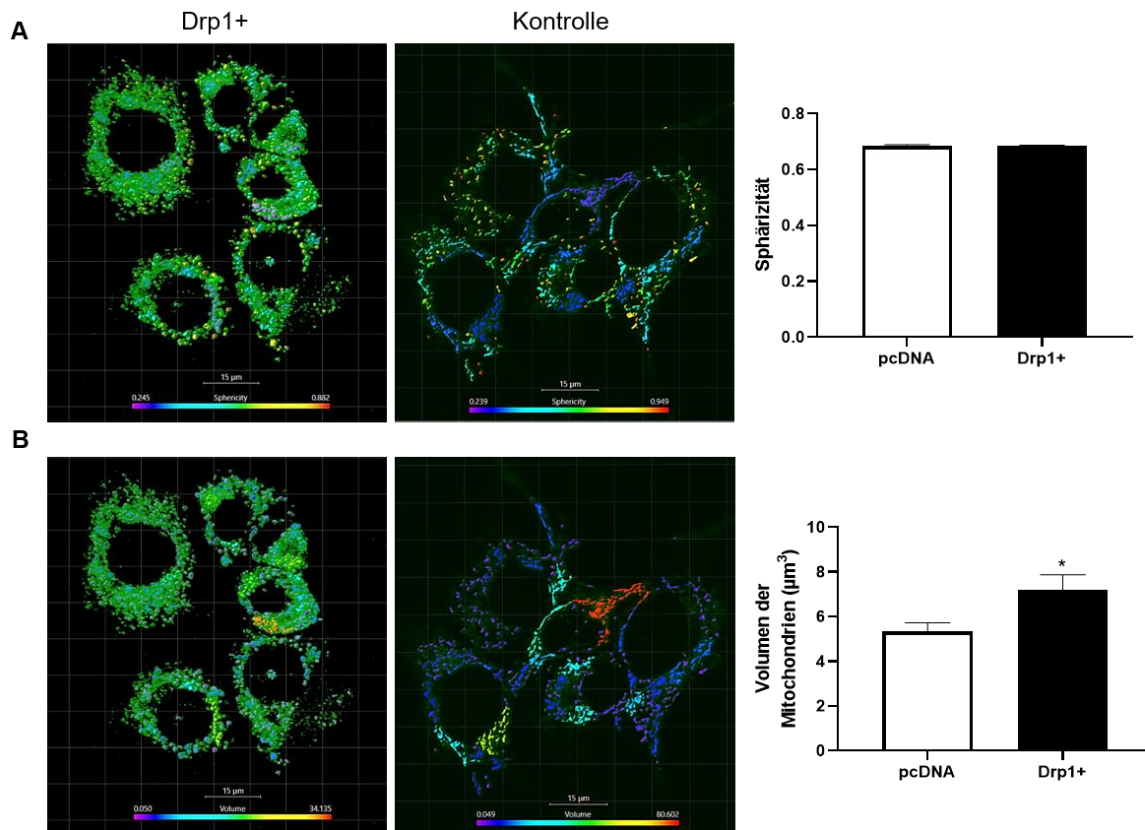 Drp1+
Kontrolle
A
15 µm
0.245
0.882
Sphericity
15 µm
0.239
0.949
Sphericity
Sphärizität
0.8
0.6
0.4
0.2
0.0
pcDNA
Drp1+
B
15 µm
0.050
34.135
Volume
15 µm
0.049
80.602
Volume
Volumen der
Mitochondrien (µm³)
10
8
6
4
2
0
*
pcDNA
Drp1+